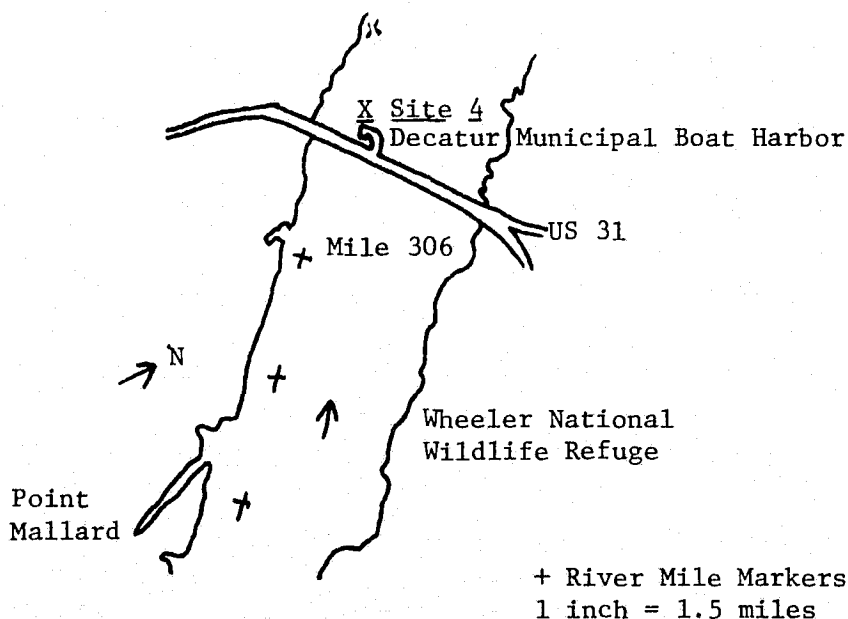 X Site 4
Decatur Municipal Boat Harbor
US 31
Mile 306
N
Wheeler National
Wildlife Refuge
Point
Mallard
+ River Mile Markers
1 inch = 1.5 miles